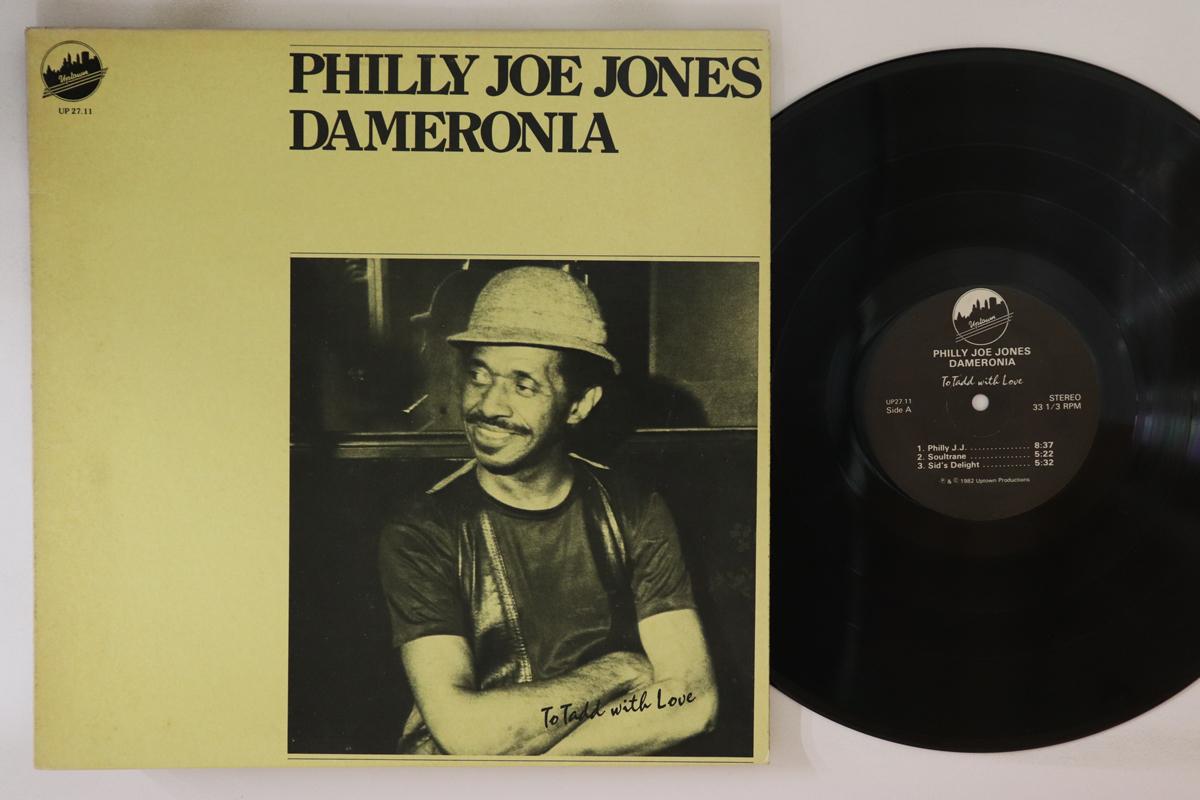 Uptown
UP 27.11
PHILLY JOE JONES
DAMERONIA
To Tadd with Love
Uptown
PHILLY JOE JONES
DAMERONIA
To Tadd with Love
UP27.11
Side A
STEREO
33 1/3 RPM
1. Philly J.J. .............. 8:37
2. Soultrane .............. 5:22
3. Sid's Delight ............ 5:32
℗ & © 1982 Uptown Productions